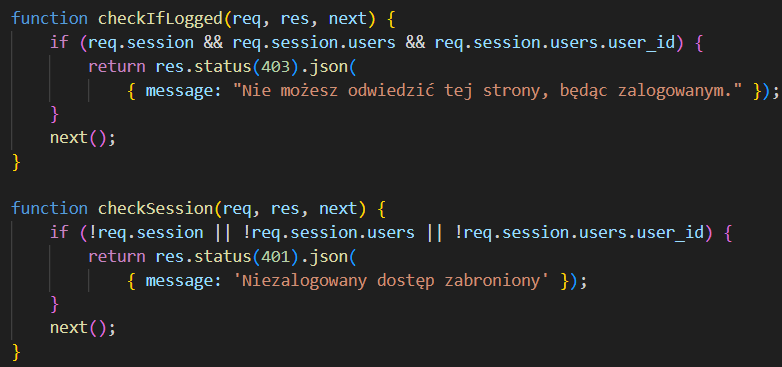 function checkIfLogged(req, res, next) {
    if (req.session && req.session.users && req.session.users.user_id) {
        return res.status(403).json(
            { message: "Nie możesz odwiedzić tej strony, będąc zalogowanym." });
    }
    next();
}

function checkSession(req, res, next) {
    if (!req.session || !req.session.users || !req.session.users.user_id) {
        return res.status(401).json(
            { message: 'Niezalogowany dostęp zabroniony' });
    }
    next();
}